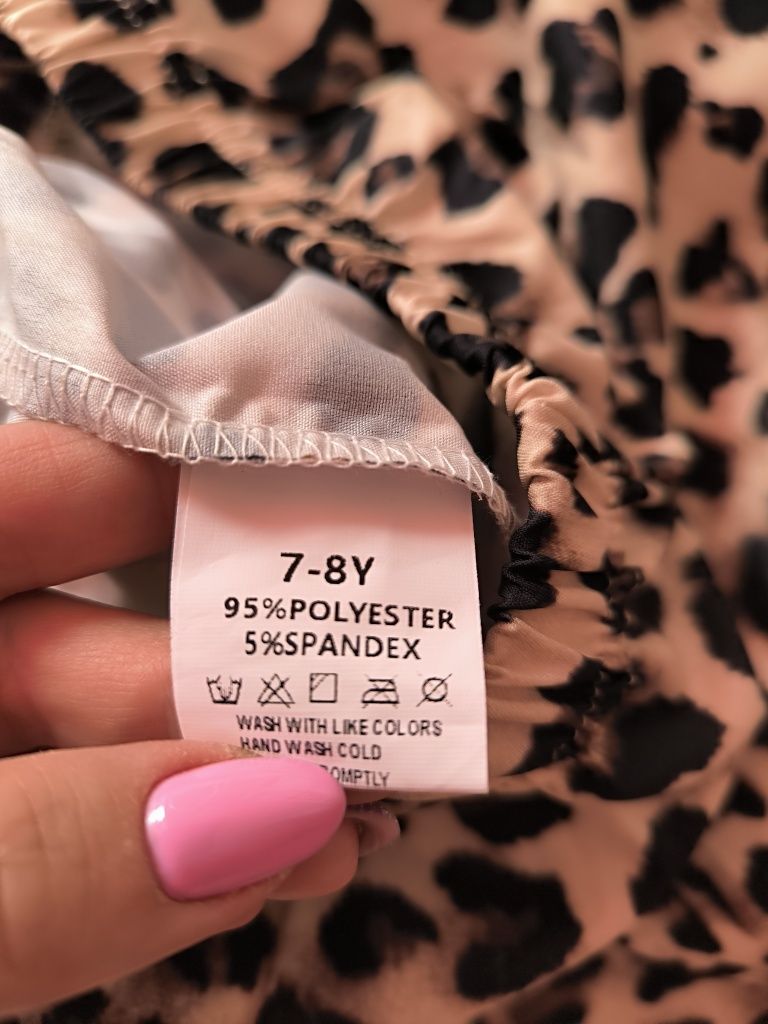 7-8Y
95%POLYESTER
5%SPANDEX
WASH WITH LIKE COLORS
HAND WASH COLD